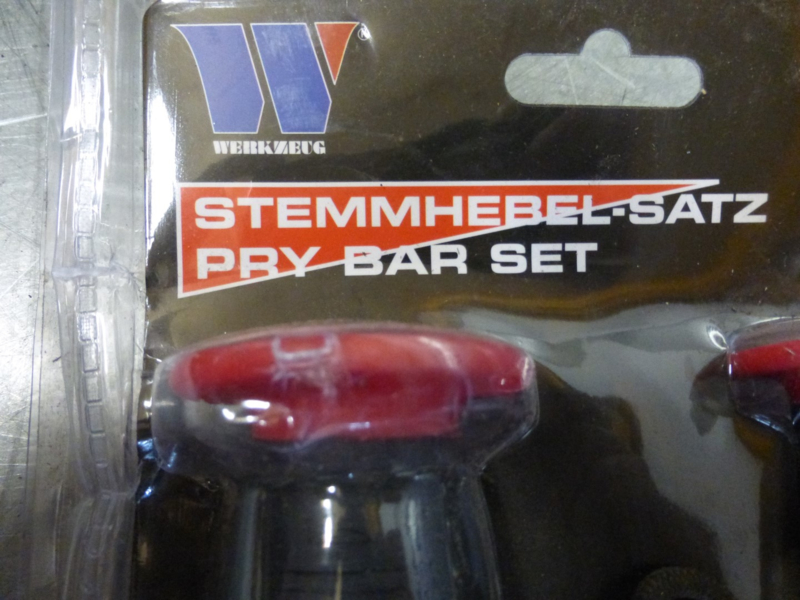 W®
WERKZEUG
STEMMHEBEL-SATZ
PRY BAR SET